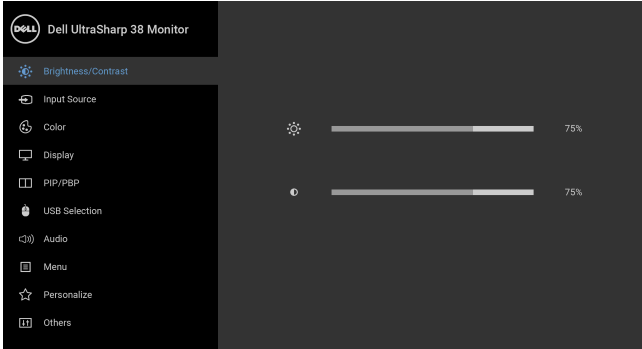 DELL
Dell UltraSharp 38 Monitor
Brightness/Contrast
Input Source
Color
Display
PIP/PBP
USB Selection
Audio
Menu
Personalize
Others
75%
75%